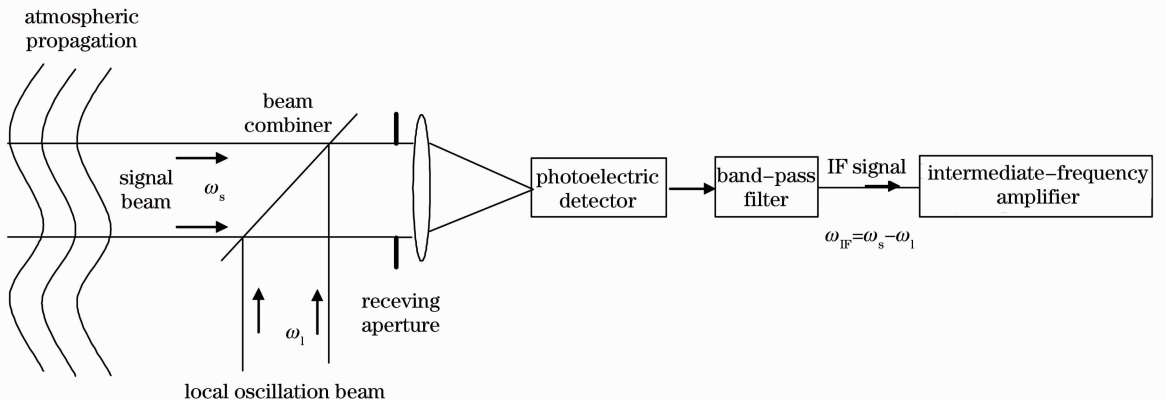 atmospheric
propagation
beam
combiner
signal
beam
ωs
photoelectric
detector
band-pass
filter
IF signal
intermediate-frequency
amplifier
ωIF=ωs−ωl
receving
aperture
ωl
local oscillation beam